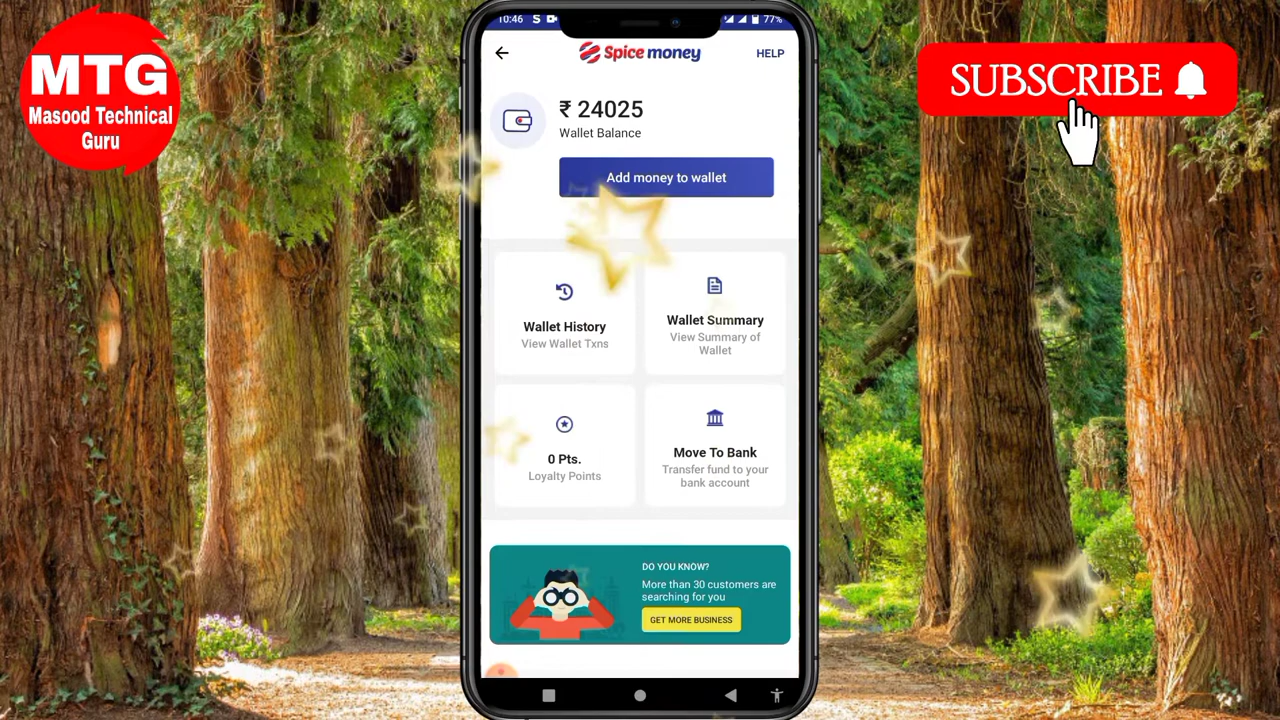 MTG
Masood Technical
Guru
SUBSCRIBE
10:46
77%
Spice money
HELP
₹ 24025
Wallet Balance
Add money to wallet
Wallet History
View Wallet Txns
Wallet Summary
View Summary of
Wallet
0 Pts.
Loyalty Points
Move To Bank
Transfer fund to your
bank account
DO YOU KNOW?
More than 30 customers are
searching for you
GET MORE BUSINESS